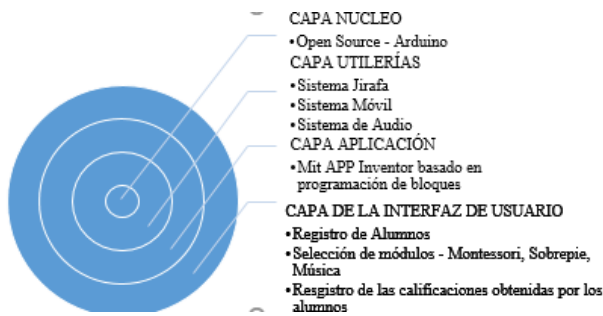 CAPA NUCLEO
•Open Source - Arduino
CAPA UTILERÍAS
•Sistema Jirafa
•Sistema Móvil
•Sistema de Audio
CAPA APLICACIÓN
•Mit APP Inventor basado en
programación de bloques
CAPA DE LA INTERFAZ DE USUARIO
•Registro de Alumnos
•Selección de módulos - Montessori, Sobrepie,
Música
•Resgistro de las calificaciones obtenidas por los
alumnos